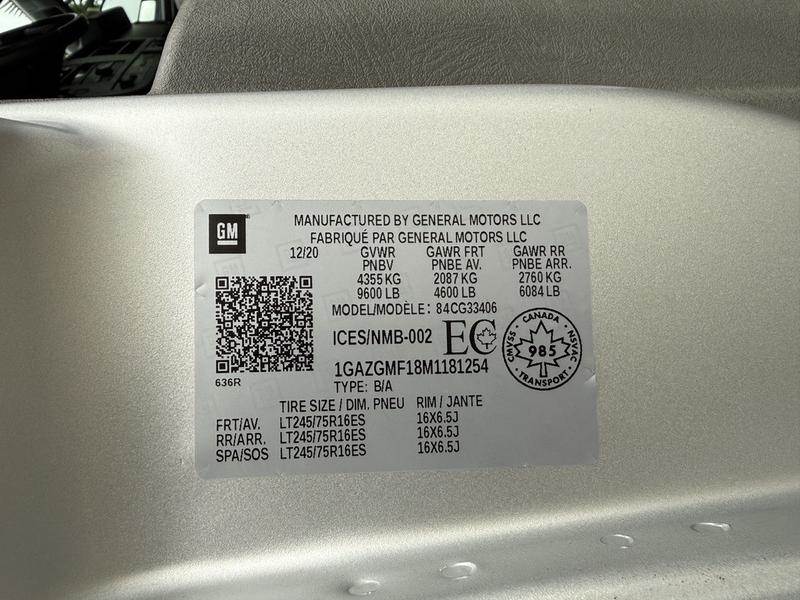 GM
MANUFACTURED BY GENERAL MOTORS LLC
FABRIQUÉ PAR GENERAL MOTORS LLC
12/20 GVWR GAWR FRT GAWR RR
PNBV PNBE AV. PNBE ARR.
4355 KG 2087 KG 2760 KG
9600 LB 4600 LB 6084 LB
MODEL/MODÈLE: 84CG33406
ICES/NMB-002 EC
CANADA
CMVSS 985 NSVAC
TRANSPORT
1GAZGMF18M1181254
636R
TYPE: B/A
TIRE SIZE / DIM. PNEU RIM / JANTE
FRT/AV. LT245/75R16ES 16X6.5J
RR/ARR. LT245/75R16ES 16X6.5J
SPA/SOS LT245/75R16ES 16X6.5J